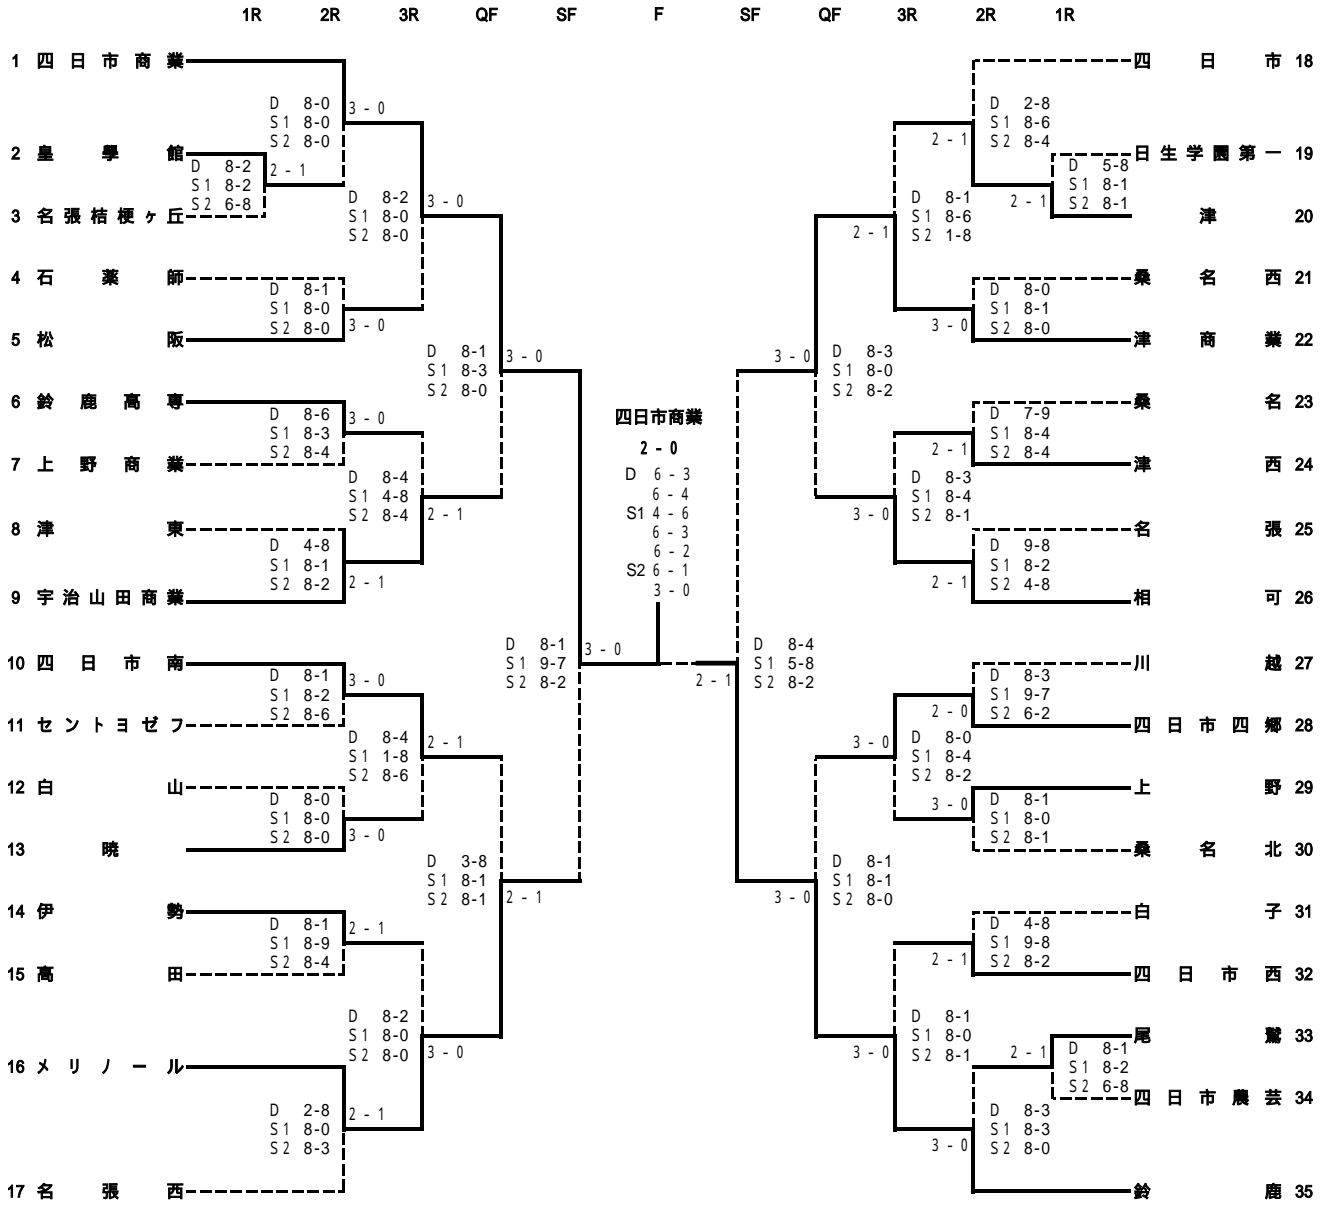 1R 2R 3R QF SF F SF QF 3R 2R 1R
1 四日市商業
2 皇學館
3 名張桔梗ヶ丘
4 石薬師
5 松阪
6 鈴鹿高専
7 上野商業
8 津東
9 宇治山田商業
10 四日市南
11 セントヨゼフ
12 白山
13 暁
14 伊勢
15 高田
16 メリノール
17 名張西
D 8-2
S1 8-2
S2 6-8
2-1
D 8-0
S1 8-0
S2 8-0
3-0
D 8-1
S1 8-0
S2 8-0
3-0
D 8-6
S1 8-3
S2 8-4
3-0
D 4-8
S1 8-1
S2 8-2
2-1
D 8-1
S1 8-2
S2 8-6
3-0
D 8-0
S1 8-0
S2 8-0
3-0
D 8-1
S1 8-9
S2 8-4
2-1
D 2-8
S1 8-0
S2 8-3
2-1
D 8-2
S1 8-0
S2 8-0
3-0
D 8-4
S1 4-8
S2 8-4
2-1
D 8-4
S1 1-8
S2 8-6
2-1
D 8-2
S1 8-0
S2 8-0
3-0
D 8-1
S1 8-3
S2 8-0
3-0
D 3-8
S1 8-1
S2 8-1
2-1
D 8-1
S1 9-7
S2 8-2
3-0
四日市商業
2-0
D 6-3
6-4
S1 4-6
6-3
6-2
S2 6-1
3-0
D 8-4
S1 5-8
S2 8-2
2-1
D 8-3
S1 8-0
S2 8-2
3-0
D 8-1
S1 8-1
S2 8-0
3-0
D 8-1
S1 8-6
S2 1-8
2-1
D 8-3
S1 8-4
S2 8-1
3-0
D 8-0
S1 8-4
S2 8-2
3-0
D 8-1
S1 8-0
S2 8-1
3-0
D 2-8
S1 8-6
S2 8-4
2-1
D 8-0
S1 8-1
S2 8-0
3-0
D 7-9
S1 8-4
S2 8-4
2-1
D 9-8
S1 8-2
S2 4-8
2-1
D 8-3
S1 9-7
S2 6-2
2-0
D 8-1
S1 8-0
S2 8-1
3-0
D 4-8
S1 9-8
S2 8-2
2-1
D 8-3
S1 8-3
S2 8-0
3-0
D 5-8
S1 8-1
S2 8-1
2-1
D 8-1
S1 8-2
S2 6-8
2-1
四日市 18
日生学園第一 19
津 20
桑名西 21
津商業 22
桑名 23
津西 24
名張 25
相可 26
川越 27
四日市四郷 28
上野 29
桑名北 30
白子 31
四日市西 32
尾鷲 33
四日市農芸 34
鈴鹿 35